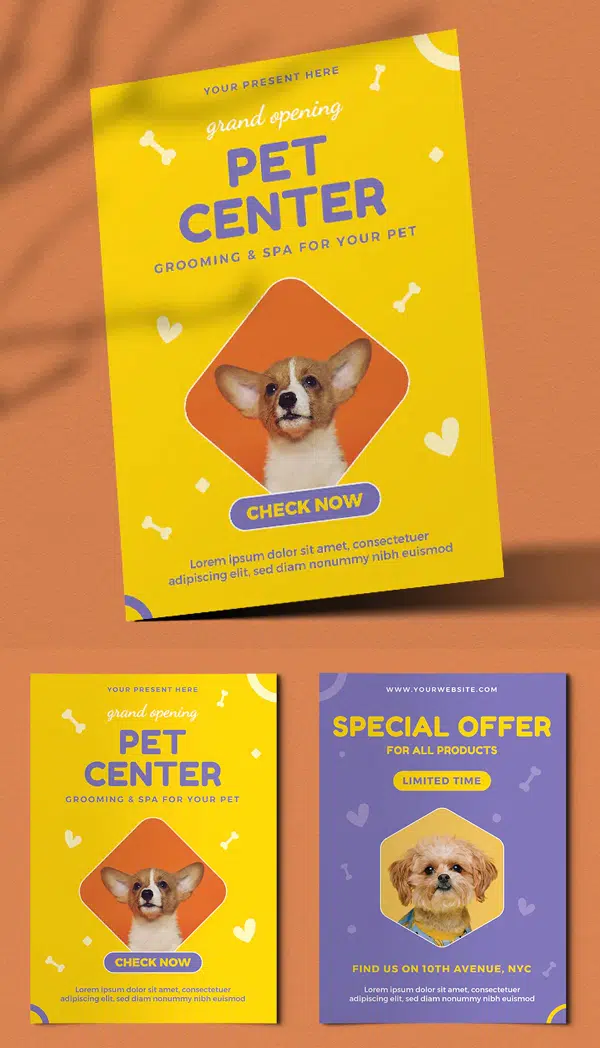 YOUR PRESENT HERE
grand opening
PET
CENTER
GROOMING & SPA FOR YOUR PET
CHECK NOW
Lorem ipsum dolor sit amet, consectetuer
adipiscing elit, sed diam nonummy nibh euismod
YOUR PRESENT HERE
grand opening
PET
CENTER
GROOMING & SPA FOR YOUR PET
CHECK NOW
Lorem ipsum dolor sit amet, consectetuer
adipiscing elit, sed diam nonummy nibh euismod
WWW.YOURWEBSITE.COM
SPECIAL OFFER
FOR ALL PRODUCTS
LIMITED TIME
FIND US ON 10TH AVENUE, NYC
Lorem ipsum dolor sit amet, consectetuer
adipiscing elit, sed diam nonummy nibh euismod